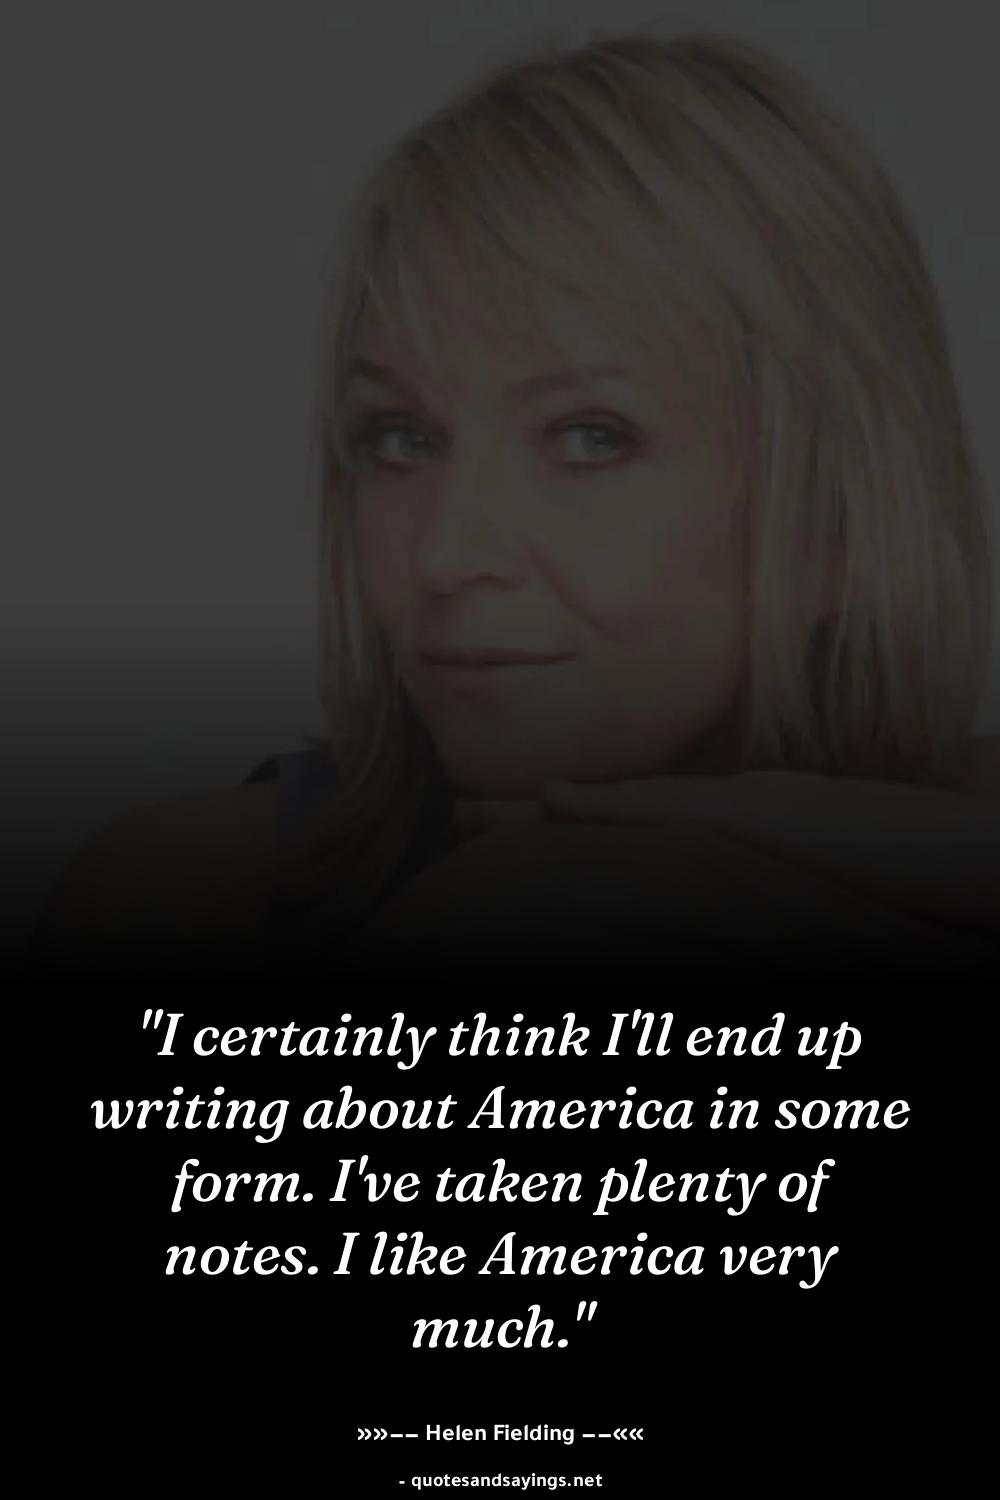 "I certainly think I'll end up
writing about America in some
form. I've taken plenty of
notes. I like America very
much."
»»–– Helen Fielding ––««
- quotesandsayings.net